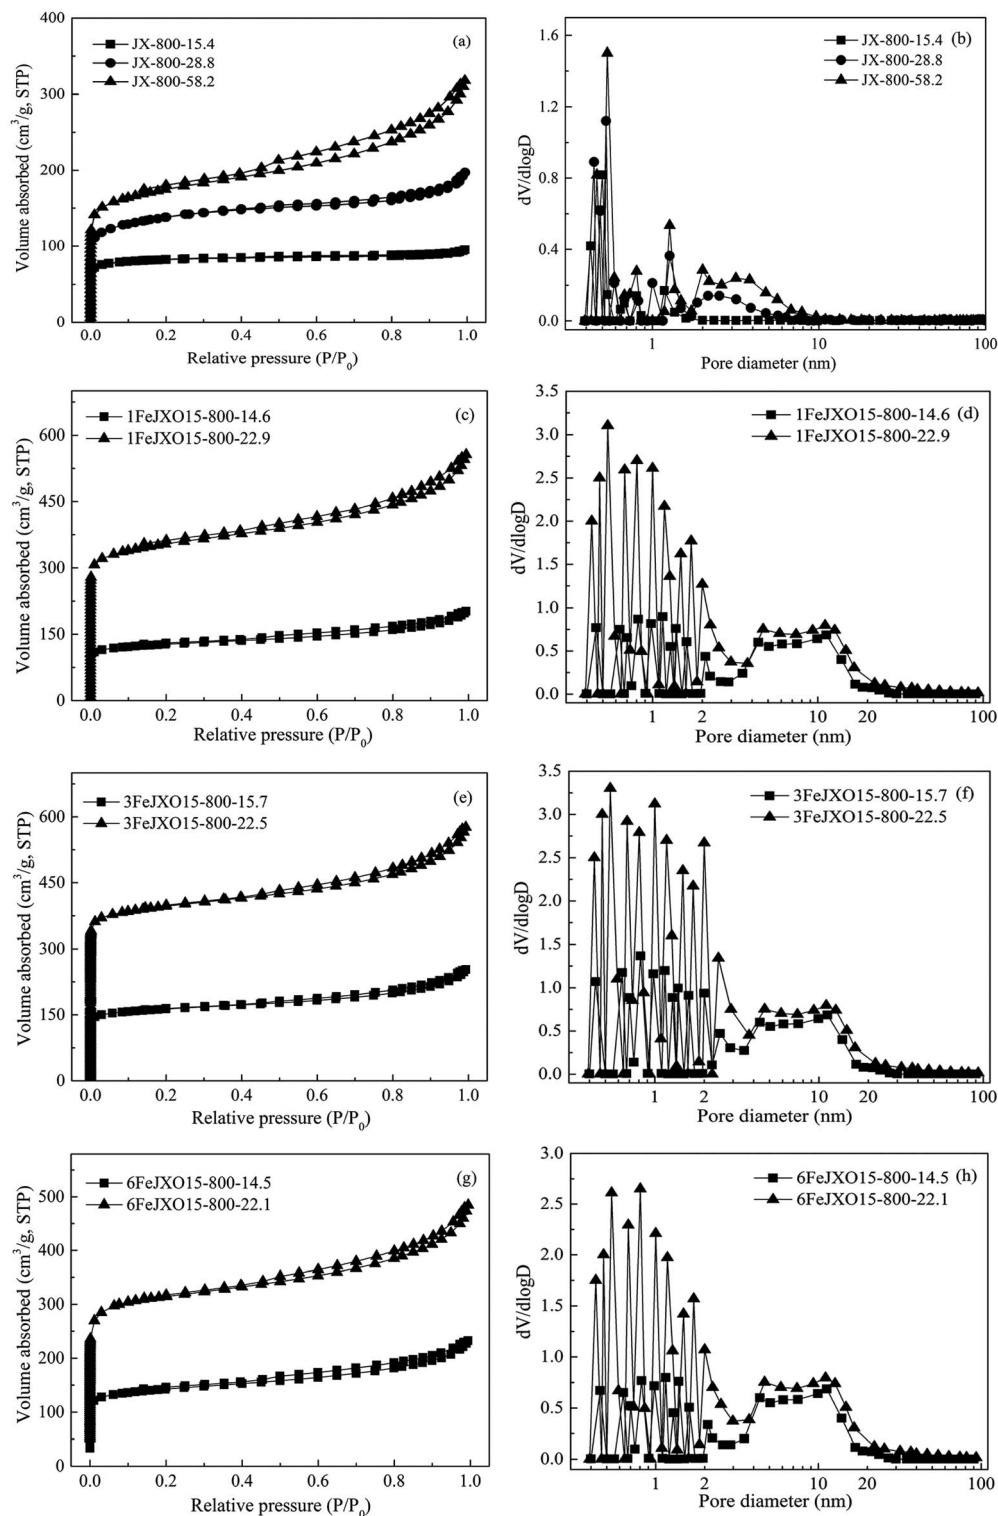 400
300
200
100
0
Volume absorbed (cm³/g, STP)
(a)
JX-800-15.4
JX-800-28.8
JX-800-58.2
0.0 0.2 0.4 0.6 0.8 1.0
Relative pressure (P/P₀)
1.6
1.2
0.8
0.4
0.0
dV/dlogD
JX-800-15.4 (b)
JX-800-28.8
JX-800-58.2
1 10 100
Pore diameter (nm)
600
450
300
150
0
Volume absorbed (cm³/g, STP)
1FeJXO15-800-14.6 (c)
1FeJXO15-800-22.9
0.0 0.2 0.4 0.6 0.8 1.0
Relative pressure (P/P₀)
3.5
3.0
2.5
2.0
1.5
1.0
0.5
0.0
dV/dlogD
1FeJXO15-800-14.6 (d)
1FeJXO15-800-22.9
1 2 10 20 100
Pore diameter (nm)
600
450
300
150
0
Volume absorbed (cm³/g, STP)
3FeJXO15-800-15.7 (e)
3FeJXO15-800-22.5
0.0 0.2 0.4 0.6 0.8 1.0
Relative pressure (P/P₀)
3.5
3.0
2.5
2.0
1.5
1.0
0.5
0.0
dV/dlogD
3FeJXO15-800-15.7 (f)
3FeJXO15-800-22.5
1 2 10 20 100
Pore diameter (nm)
500
400
300
200
100
0
Volume absorbed (cm³/g, STP)
6FeJXO15-800-14.5 (g)
6FeJXO15-800-22.1
0.0 0.2 0.4 0.6 0.8 1.0
Relative pressure (P/P₀)
3.0
2.5
2.0
1.5
1.0
0.5
0.0
dV/dlogD
6FeJXO15-800-14.5 (h)
6FeJXO15-800-22.1
1 2 10 20 100
Pore diameter (nm)